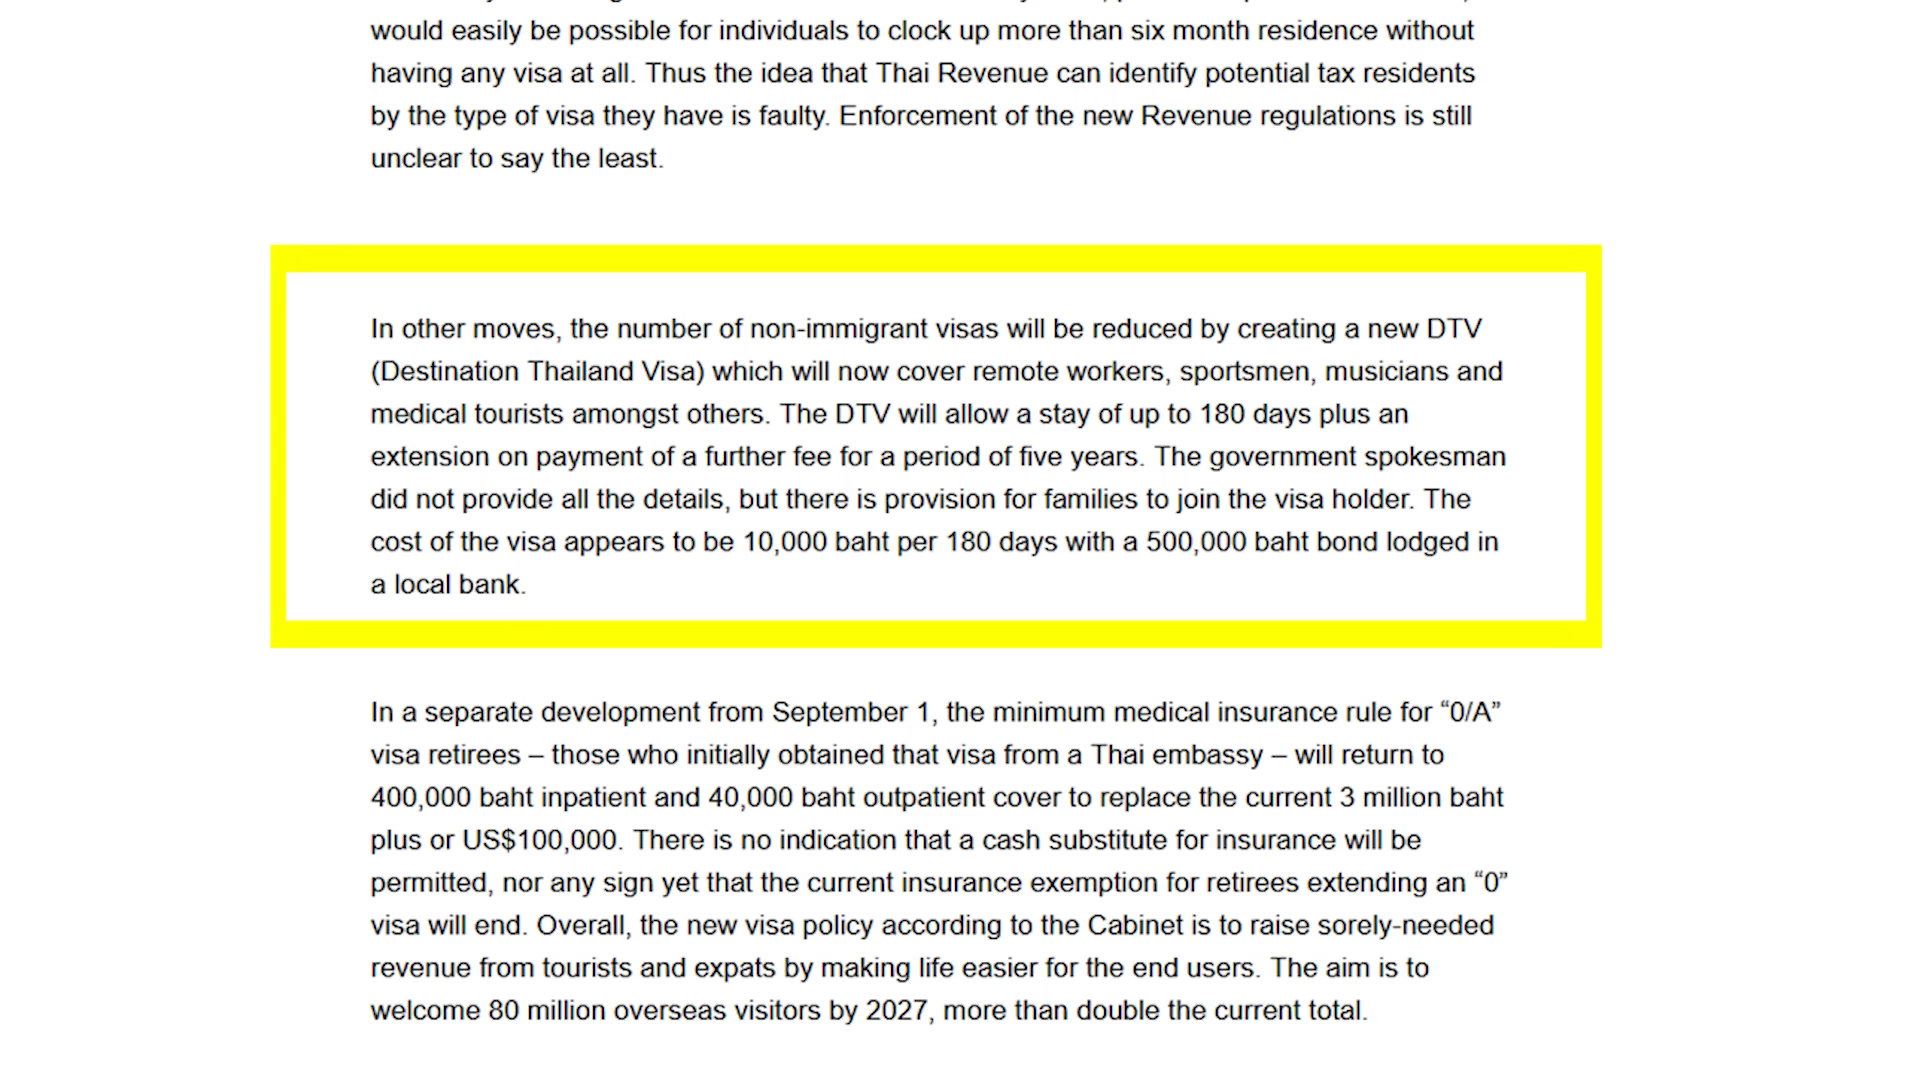 would easily be possible for individuals to clock up more than six month residence without
having any visa at all. Thus the idea that Thai Revenue can identify potential tax residents
by the type of visa they have is faulty. Enforcement of the new Revenue regulations is still
unclear to say the least.
In other moves, the number of non-immigrant visas will be reduced by creating a new DTV
(Destination Thailand Visa) which will now cover remote workers, sportsmen, musicians and
medical tourists amongst others. The DTV will allow a stay of up to 180 days plus an
extension on payment of a further fee for a period of five years. The government spokesman
did not provide all the details, but there is provision for families to join the visa holder. The
cost of the visa appears to be 10,000 baht per 180 days with a 500,000 baht bond lodged in
a local bank.
In a separate development from September 1, the minimum medical insurance rule for “0/A”
visa retirees – those who initially obtained that visa from a Thai embassy – will return to
400,000 baht inpatient and 40,000 baht outpatient cover to replace the current 3 million baht
plus or US$100,000. There is no indication that a cash substitute for insurance will be
permitted, nor any sign yet that the current insurance exemption for retirees extending an “0”
visa will end. Overall, the new visa policy according to the Cabinet is to raise sorely-needed
revenue from tourists and expats by making life easier for the end users. The aim is to
welcome 80 million overseas visitors by 2027, more than double the current total.